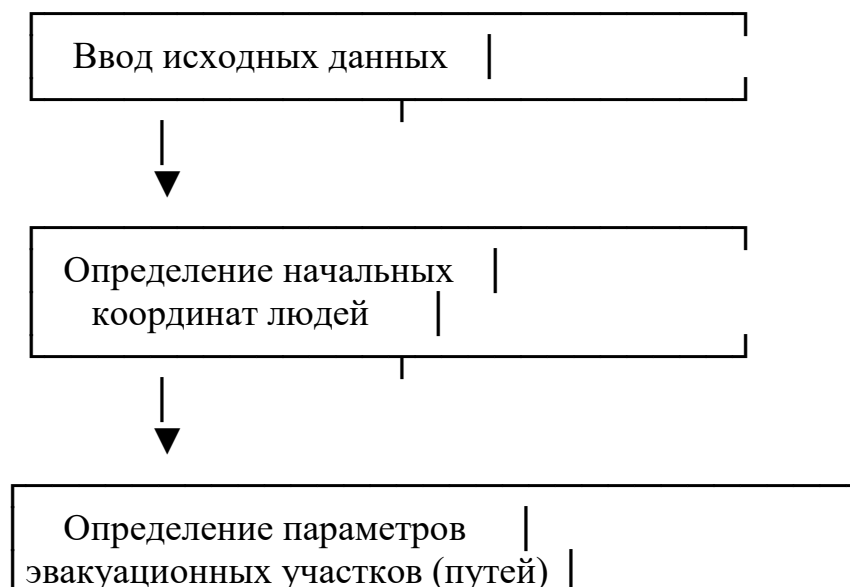 Ввод исходных данных
Определение начальных
координат людей
Определение параметров
эвакуационных участков (путей)